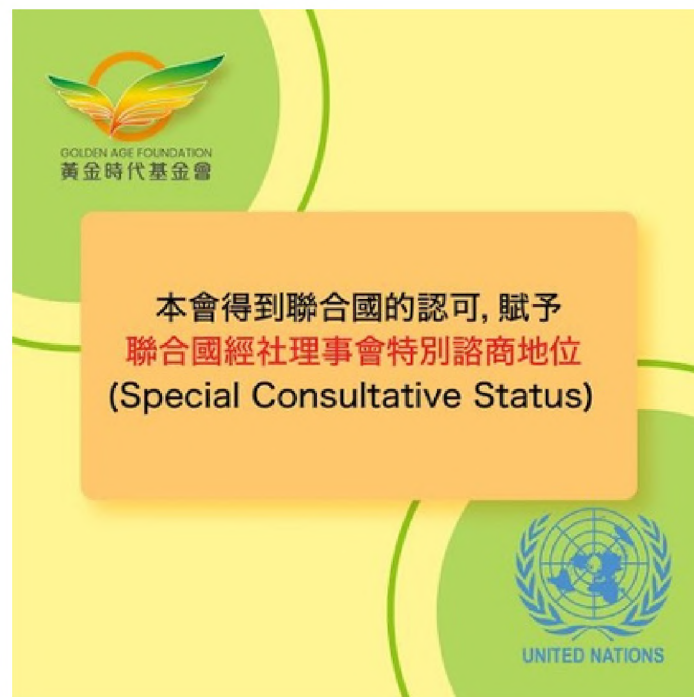 GOLDEN AGE FOUNDATION
黃金時代基金會
本會得到聯合國的認可, 賦予
聯合國經社理事會特別諮商地位
(Special Consultative Status)
UNITED NATIONS